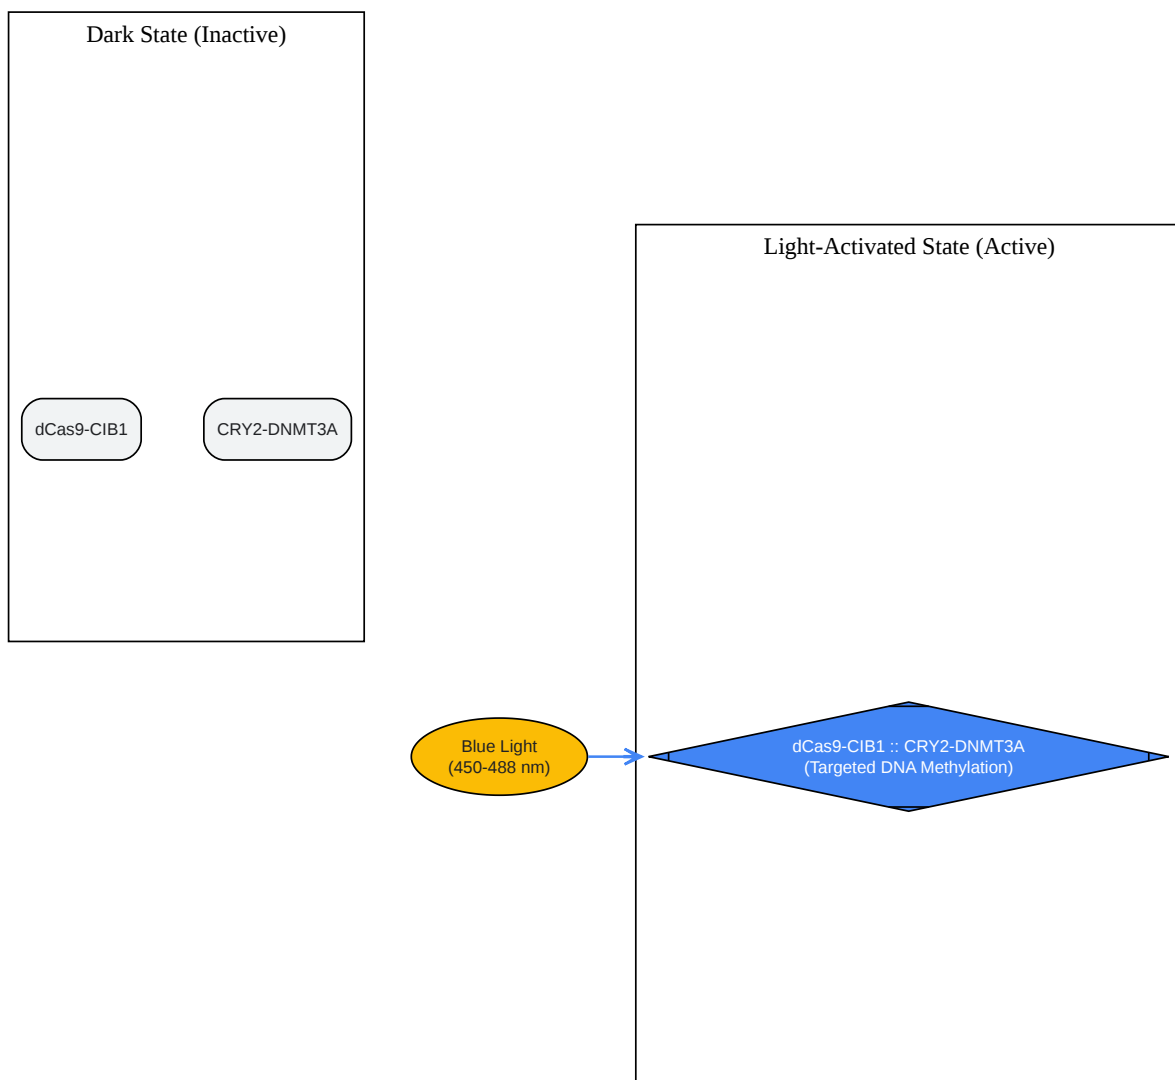 Dark State (Inactive)
dCas9-CIB1
CRY2-DNMT3A
Light-Activated State (Active)
Blue Light
(450-488 nm)
dCas9-CIB1 :: CRY2-DNMT3A
(Targeted DNA Methylation)